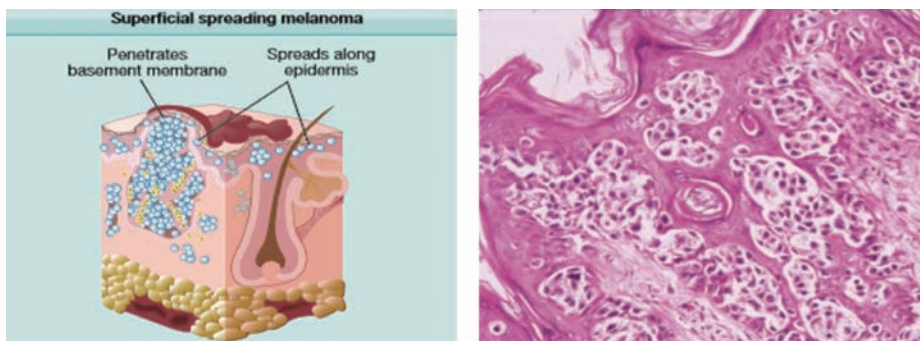 Superficial spreading melanoma
Penetrates
basement membrane
Spreads along
epidermis